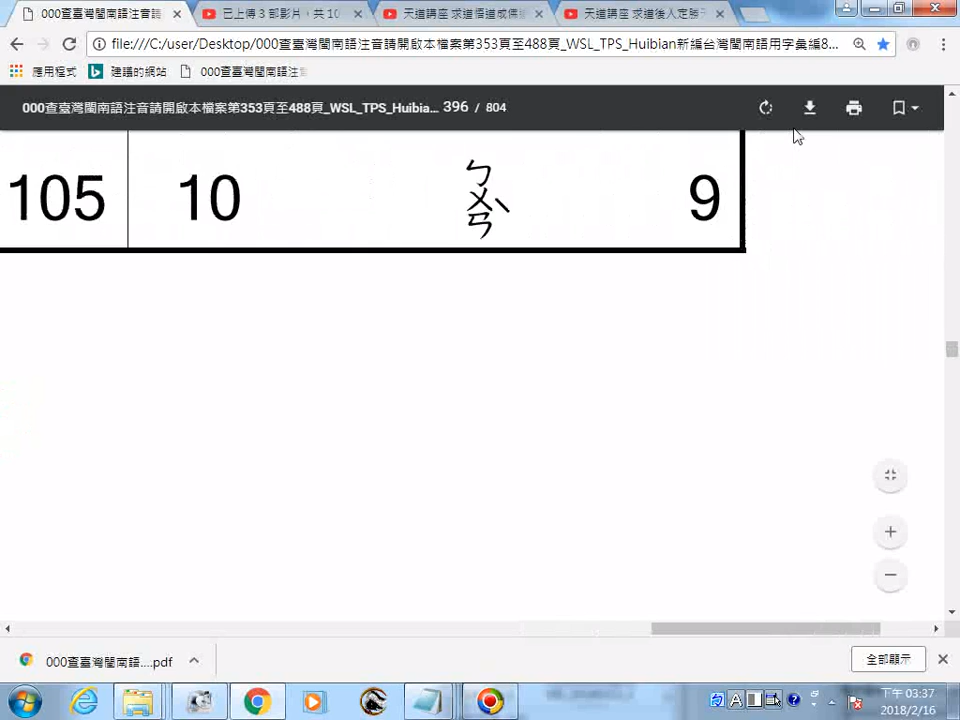 000查臺灣閩南語注音請
已上傳 3 部影片，共 10
天道講座 求道悟道成佛
天道講座 求道後人定勝
file:///C:/user/Desktop/000查臺灣閩南語注音請開啟本檔案第353頁至488頁_WSL_TPS_Huibian新編台灣閩南語用字彙編8...
應用程式
建議的網站
000查臺灣閩南語注
000查臺灣閩南語注音請開啟本檔案第353頁至488頁_WSL_TPS_Huibia... 396 / 804
105 10 ㄅㄨㄢˋ 9
000查臺灣閩南語....pdf
全部顯示
下午 03:37
2018/2/16